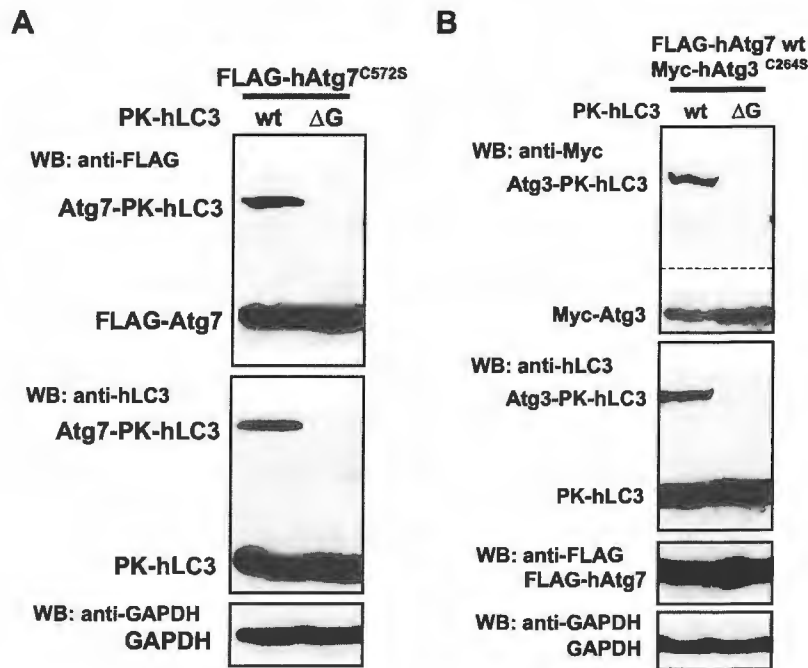 A
FLAG-hAtg7C572S
PK-hLC3 wt ΔG
WB: anti-FLAG
Atg7-PK-hLC3
FLAG-Atg7
WB: anti-hLC3
Atg7-PK-hLC3
PK-hLC3
WB: anti-GAPDH
GAPDH
B
FLAG-hAtg7 wt
Myc-hAtg3 C264S
PK-hLC3 wt ΔG
WB: anti-Myc
Atg3-PK-hLC3
Myc-Atg3
WB: anti-hLC3
Atg3-PK-hLC3
PK-hLC3
WB: anti-FLAG
FLAG-hAtg7
WB: anti-GAPDH
GAPDH